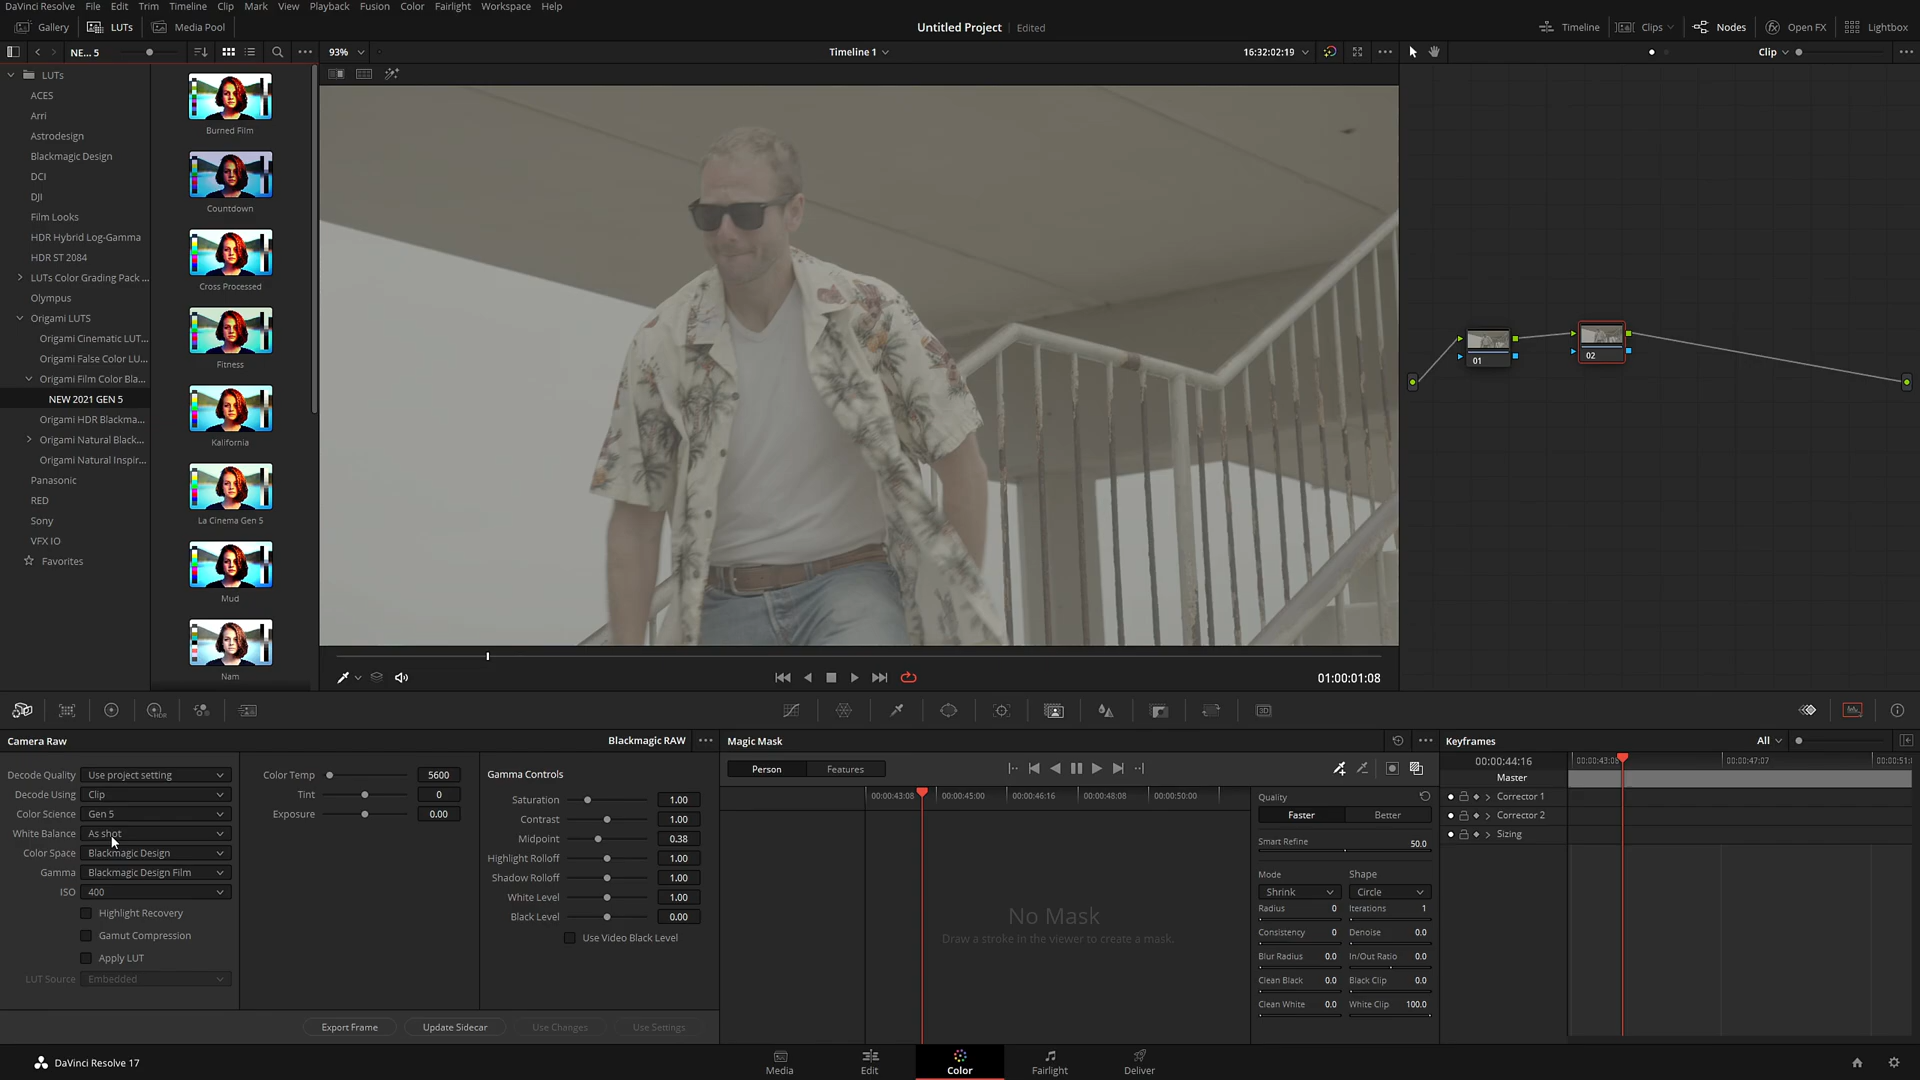 DaVinci Resolve File Edit Trim Timeline Clip Mark View Playback Fusion Color Fairlight Workspace Help
Gallery LUTs Media Pool Untitled Project Edited Timeline Clips Nodes Open FX Lightbox
NE... 5 93% Timeline 1 16:32:02:19 Clip
LUTs
ACES
Arri
Astrodesign
Blackmagic Design
DCI
DJI
Film Looks
HDR Hybrid Log-Gamma
HDR ST 2084
LUTs Color Grading Pack ...
Olympus
Origami LUTS
Origami Cinematic LUT...
Origami False Color LU...
Origami Film Color Bla...
NEW 2021 GEN 5
Origami HDR Blackma...
Origami Natural Black...
Origami Natural Inspir...
Panasonic
RED
Sony
VFX IO
Favorites
Burned Film
Countdown
Cross Processed
Fitness
Kalifornia
La Cinema Gen 5
Mud
Nam
01
02
01:00:01:08
Camera Raw Blackmagic RAW
Decode Quality Use project setting
Decode Using Clip
Color Science Gen 5
White Balance As shot
Color Space Blackmagic Design
Gamma Blackmagic Design Film
ISO 400
Highlight Recovery
Gamut Compression
Apply LUT
LUT Source Embedded
Color Temp 5600
Tint 0
Exposure 0.00
Gamma Controls
Saturation 1.00
Contrast 1.00
Midpoint 0.38
Highlight Rolloff 1.00
Shadow Rolloff 1.00
White Level 1.00
Black Level 0.00
Use Video Black Level
Export Frame Update Sidecar Use Changes Use Settings
Magic Mask
Person Features
00:00:43:08 00:00:45:00 00:00:46:16 00:00:48:08 00:00:50:00
No Mask
Draw a stroke in the viewer to create a mask.
Quality
Faster Better
Smart Refine 50.0
Mode Shape
Shrink Circle
Radius 0 Iterations 1
Consistency 0 Denoise 0.0
Blur Radius 0.0 In/Out Ratio 0.0
Clean Black 0.0 Black Clip 0.0
Clean White 0.0 White Clip 100.0
Keyframes All
00:00:44:16 00:00:47:07
Master
Corrector 1
Corrector 2
Sizing
DaVinci Resolve 17
Media Edit Color Fairlight Deliver